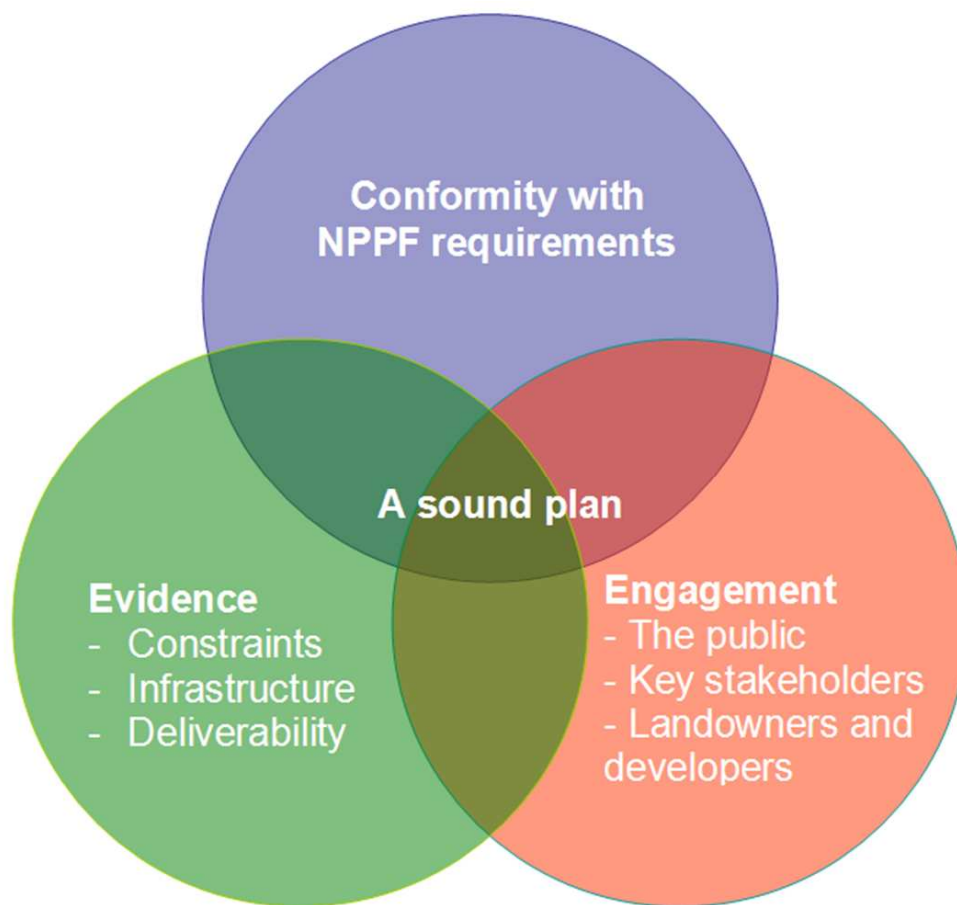 Conformity with
NPPF requirements
A sound plan
Evidence
- Constraints
- Infrastructure
- Deliverability
Engagement
- The public
- Key stakeholders
- Landowners and
developers